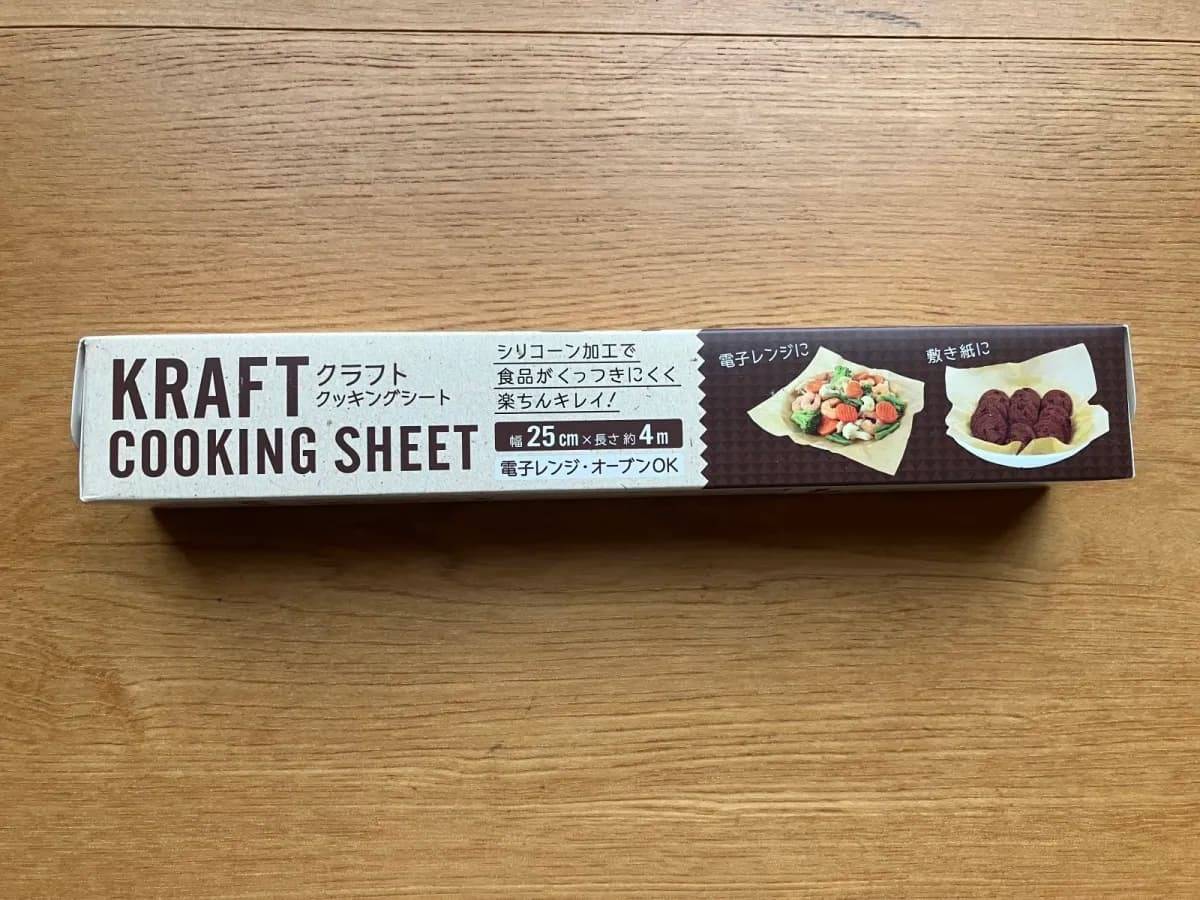 KRAFT クラフト
クッキングシート
COOKING SHEET
シリコーン加工で
食品がくっつきにくく
楽ちんキレイ!
幅 25cm×長さ 約 4m
電子レンジ・オーブンOK
電子レンジに
敷き紙に